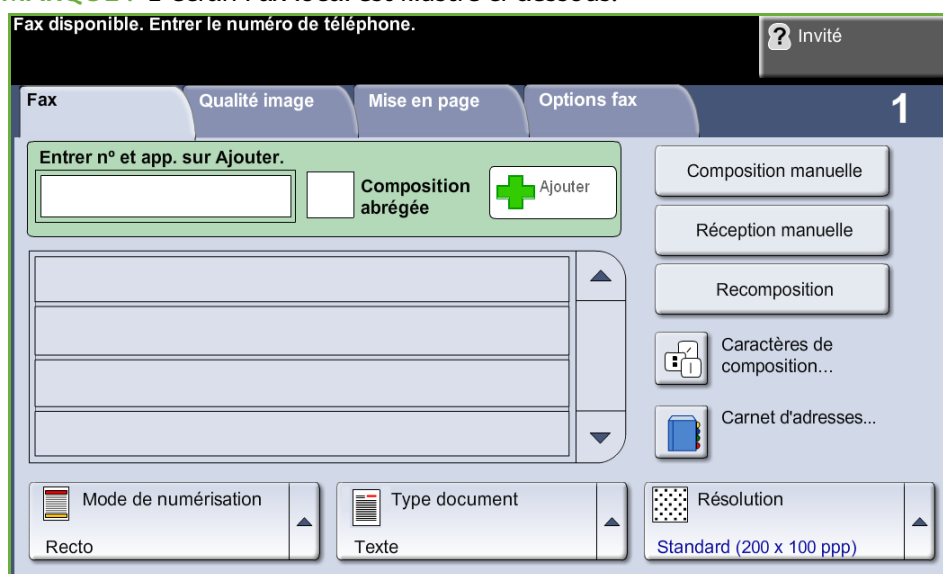 Fax disponible. Entrer le numéro de téléphone.
Invité
Fax
Qualité image
Mise en page
Options fax
1
Entrer nº et app. sur Ajouter.
Composition
abrégée
Ajouter
Composition manuelle
Réception manuelle
Recomposition
Caractères de
composition...
Carnet d'adresses...
Mode de numérisation
Recto
Type document
Texte
Résolution
Standard (200 x 100 ppp)